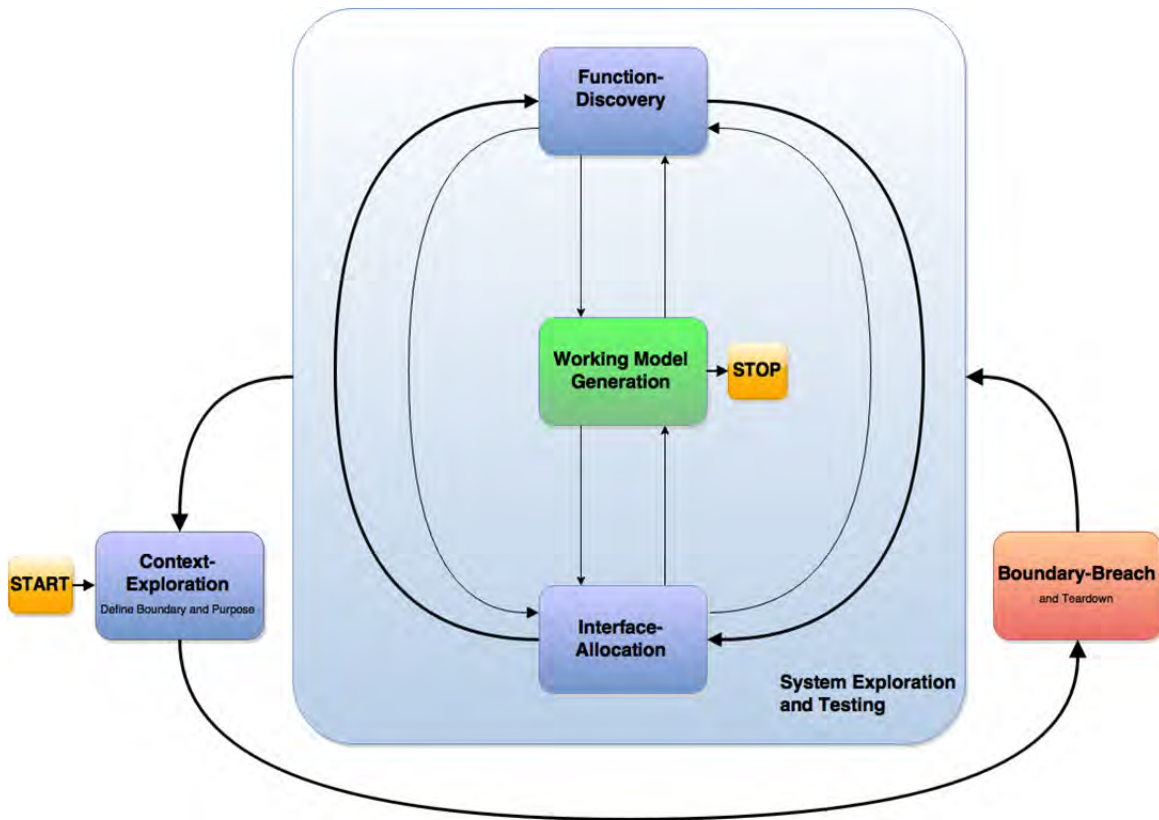 Function-
Discovery
Working Model
Generation
STOP
START
Context-
Exploration
Define Boundary and Purpose
Boundary-Breach
and Teardown
Interface-
Allocation
System Exploration
and Testing